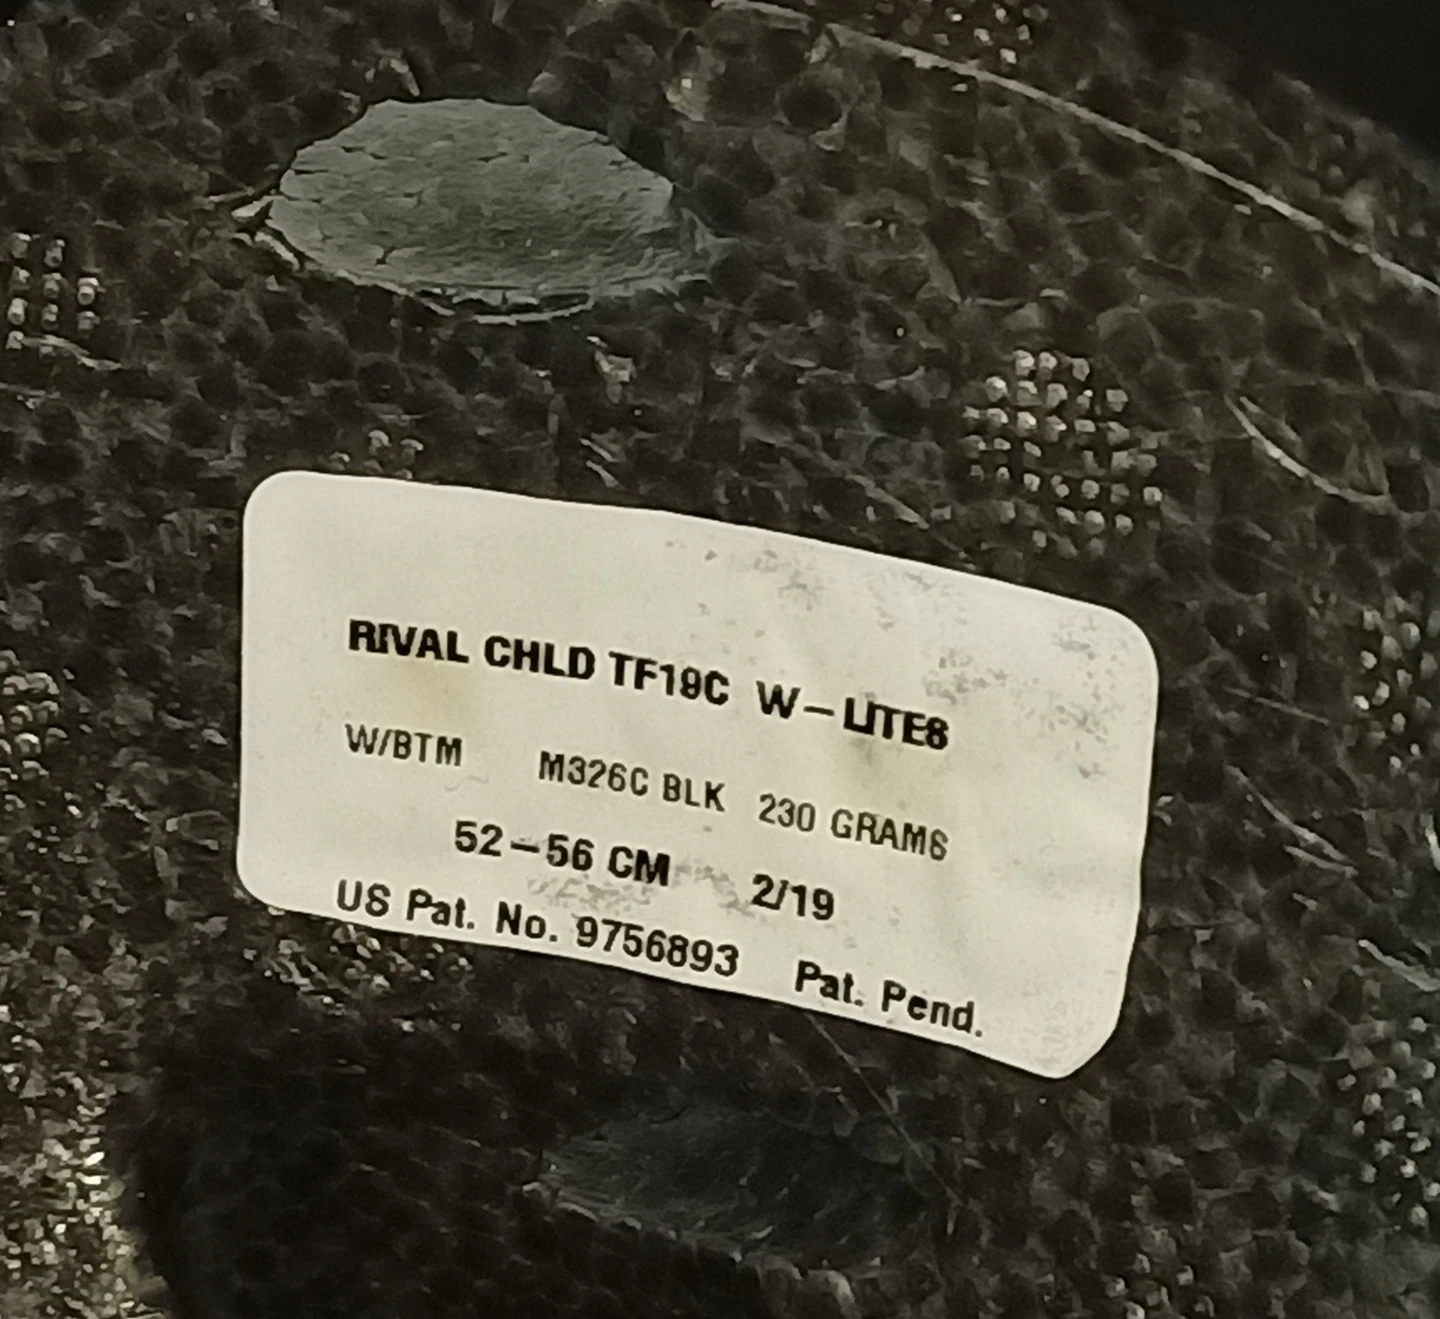 RIVAL CHLD TF19C W-LITE8
W/BTM M326C BLK 230 GRAMS
52-56 CM 2/19
US Pat. No. 9756893 Pat. Pend.